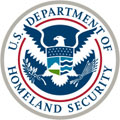 U.S. DEPARTMENT OF
HOMELAND SECURITY